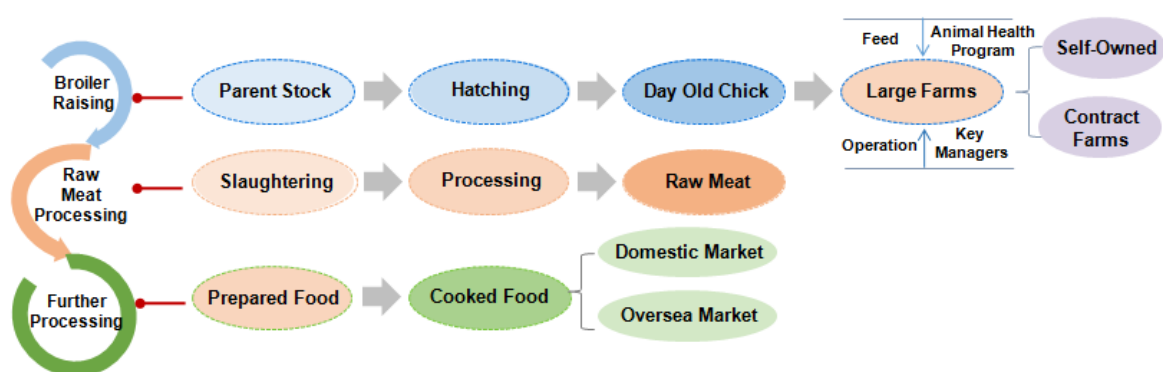 Broiler
Raising
Parent Stock
Hatching
Day Old Chick
Feed
Animal Health
Program
Large Farms
Operation
Key
Managers
Self-Owned
Contract
Farms
Raw
Meat
Processing
Slaughtering
Processing
Raw Meat
Further
Processing
Prepared Food
Cooked Food
Domestic Market
Oversea Market